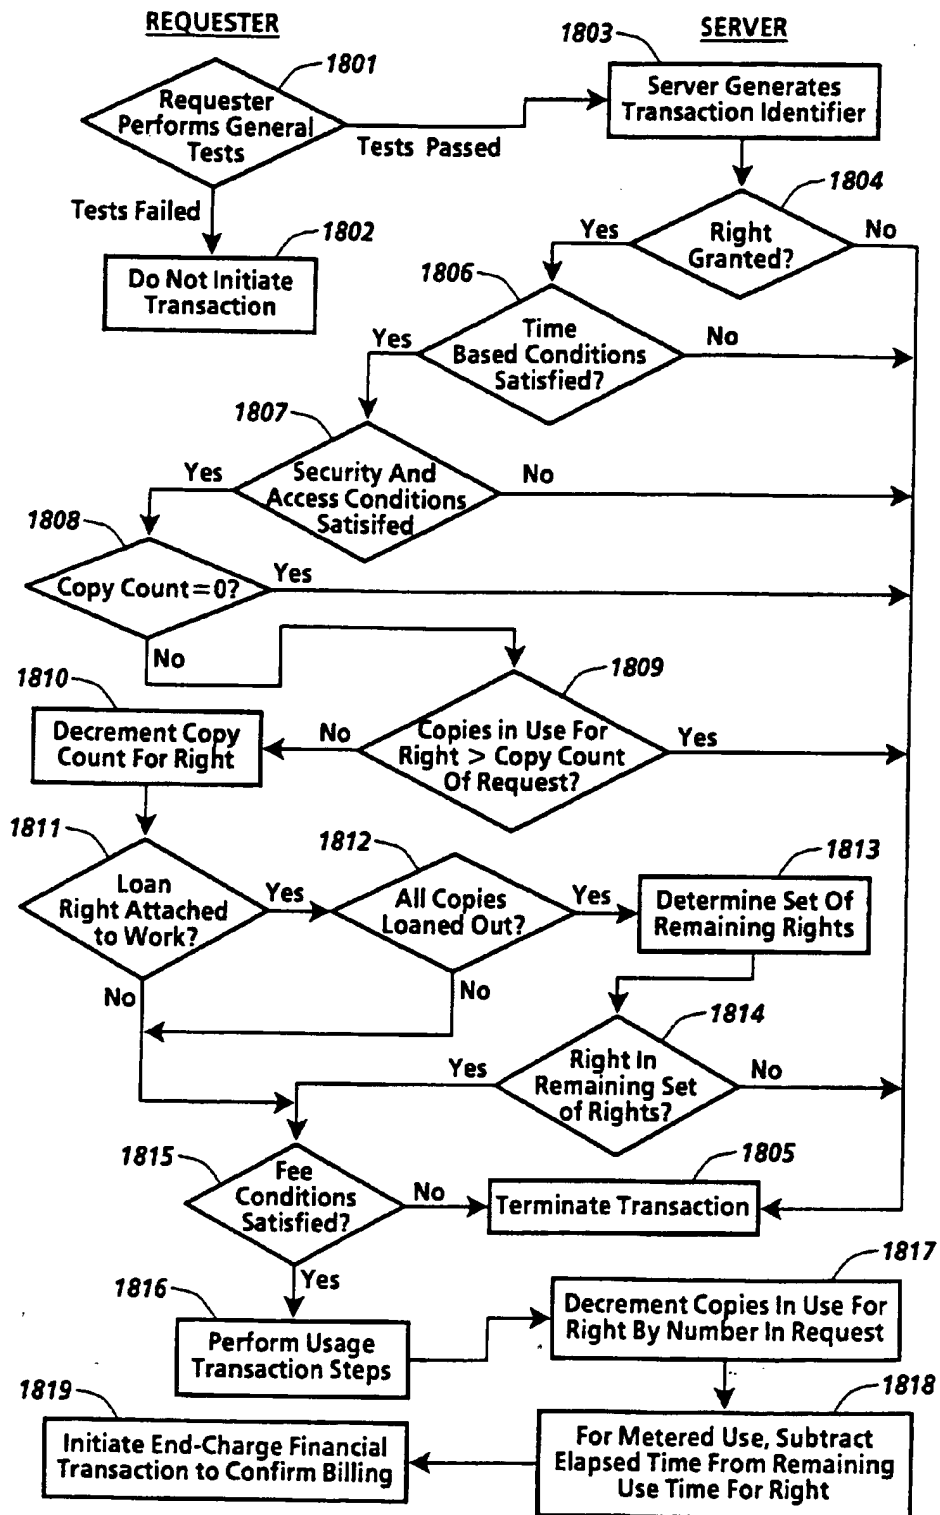 REQUESTER
SERVER
1801
1803
Requester
Performs General
Tests
Server Generates
Transaction Identifier
Tests Passed
Tests Failed
1802
Do Not Initiate
Transaction
1804
Right
Granted?
Yes
No
1806
Time
Based Conditions
Satisfied?
Yes
No
1807
Security And
Access Conditions
Satisifed
Yes
No
1808
Copy Count=0?
Yes
No
1809
Copies in Use For
Right > Copy Count
Of Request?
No
Yes
1810
Decrement Copy
Count For Right
1811
Loan
Right Attached
to Work?
Yes
No
1812
All Copies
Loaned Out?
Yes
No
1813
Determine Set Of
Remaining Rights
1814
Right In
Remaining Set
of Rights?
Yes
No
1815
Fee
Conditions
Satisfied?
No
Yes
1805
Terminate Transaction
1816
Perform Usage
Transaction Steps
1817
Decrement Copies In Use For
Right By Number In Request
1818
For Metered Use, Subtract
Elapsed Time From Remaining
Use Time For Right
1819
Initiate End-Charge Financial
Transaction to Confirm Billing